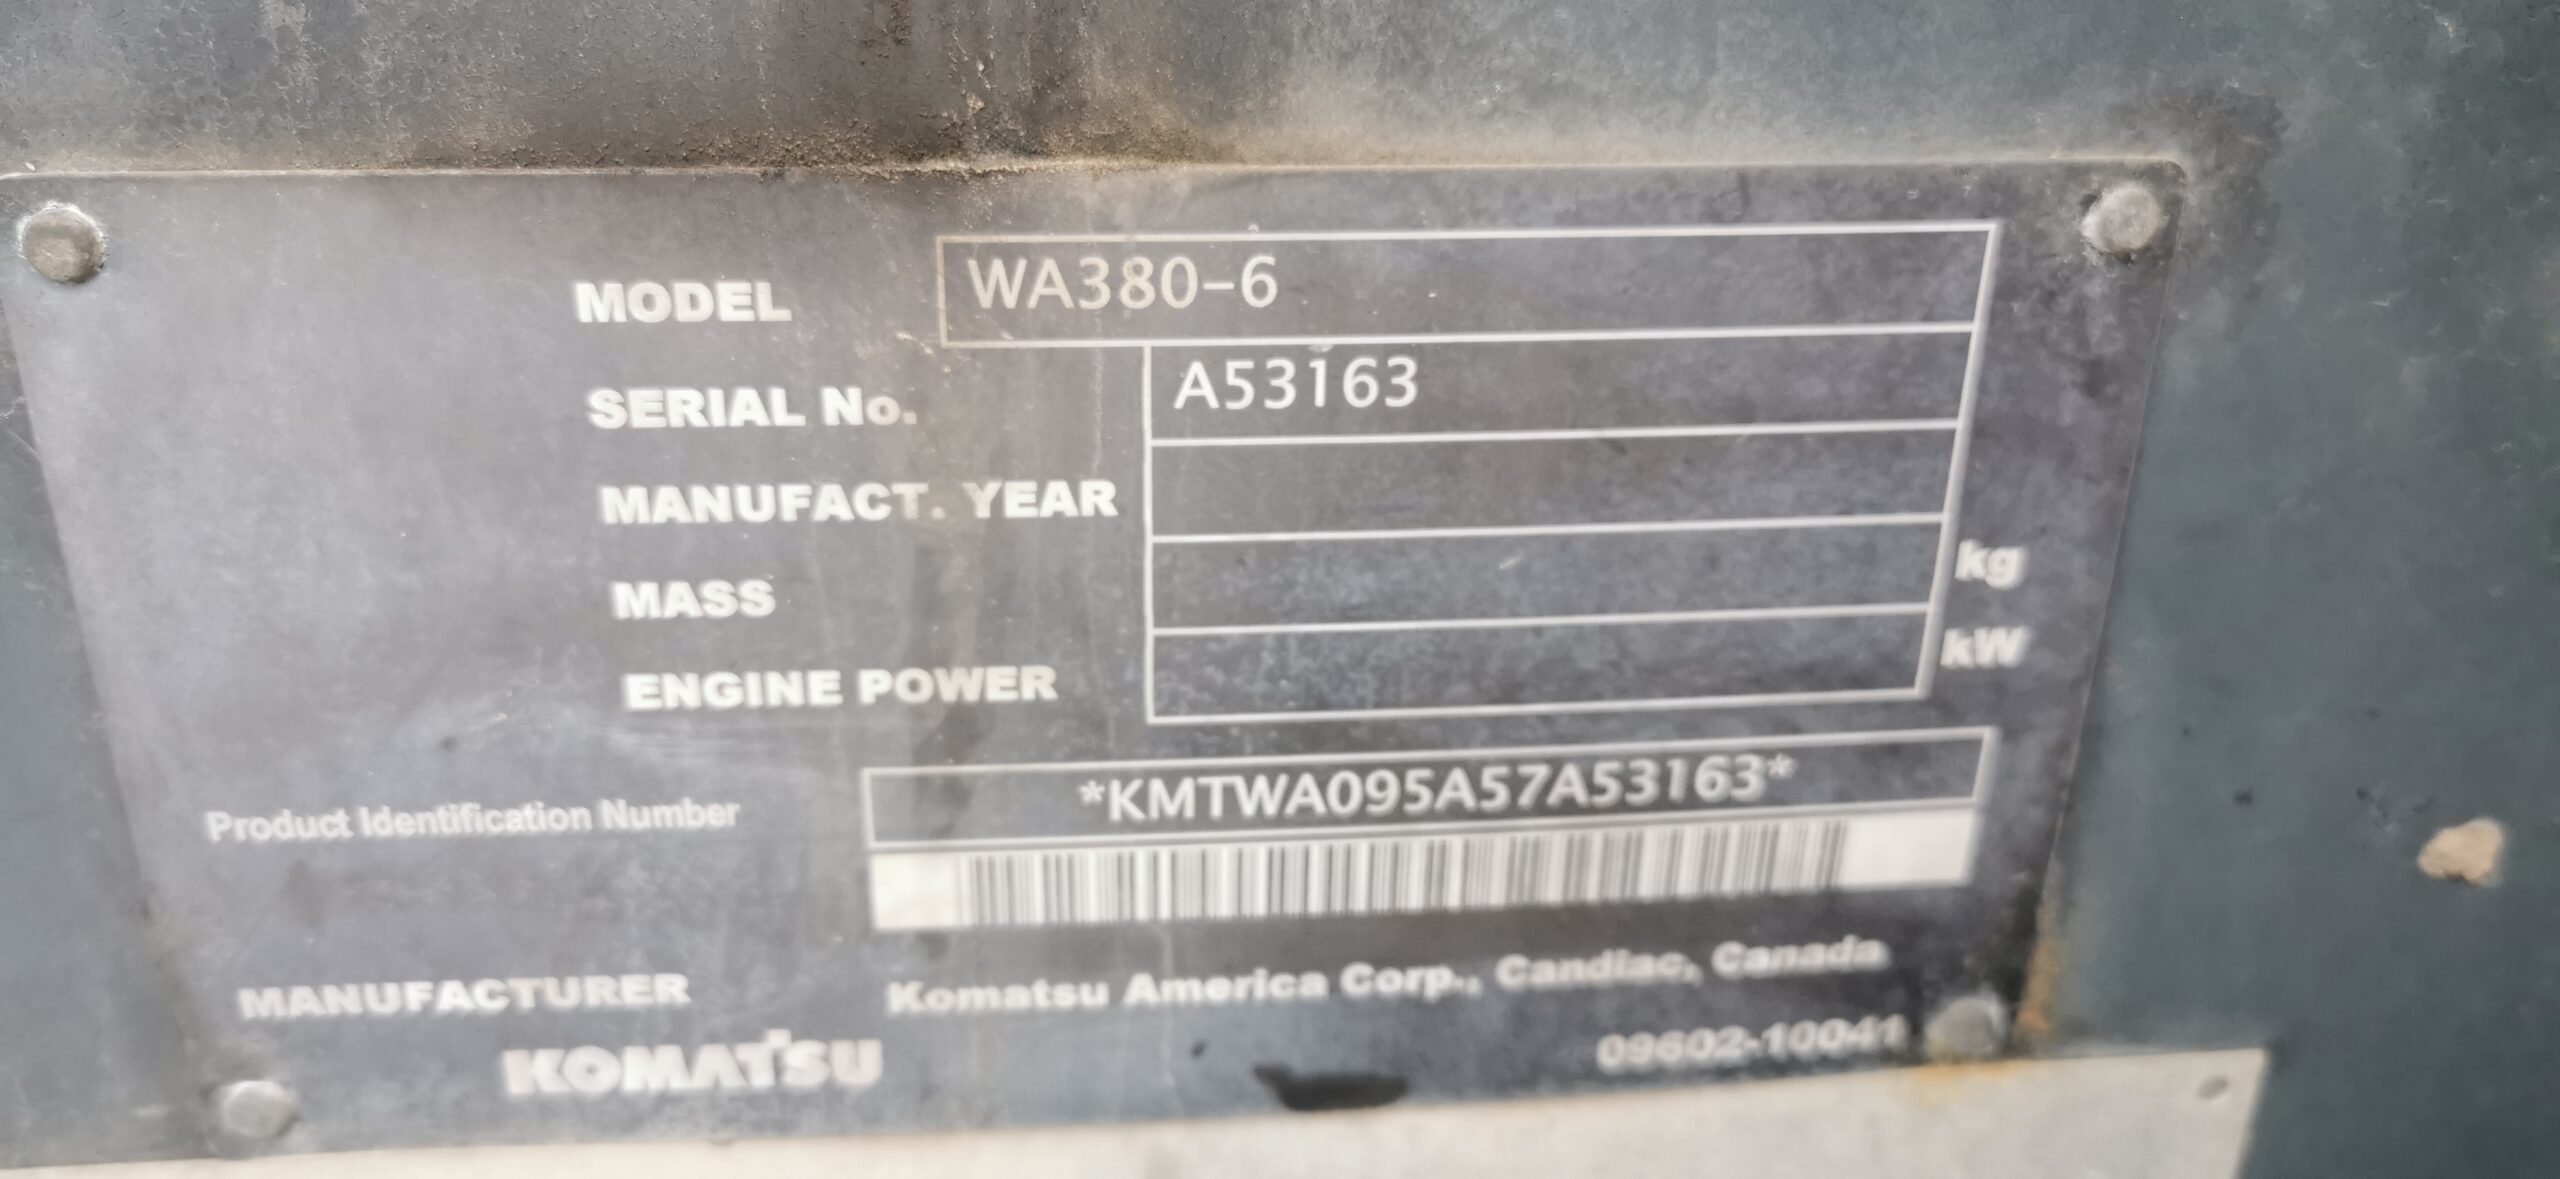 MODEL WA380-6
SERIAL No. A53163
MANUFACT. YEAR
MASS kg
ENGINE POWER kW
Product Identification Number *KMTWA095A57A53163*
MANUFACTURER Komatsu America Corp., Candiac, Canada
KOMATSU 09602-10041